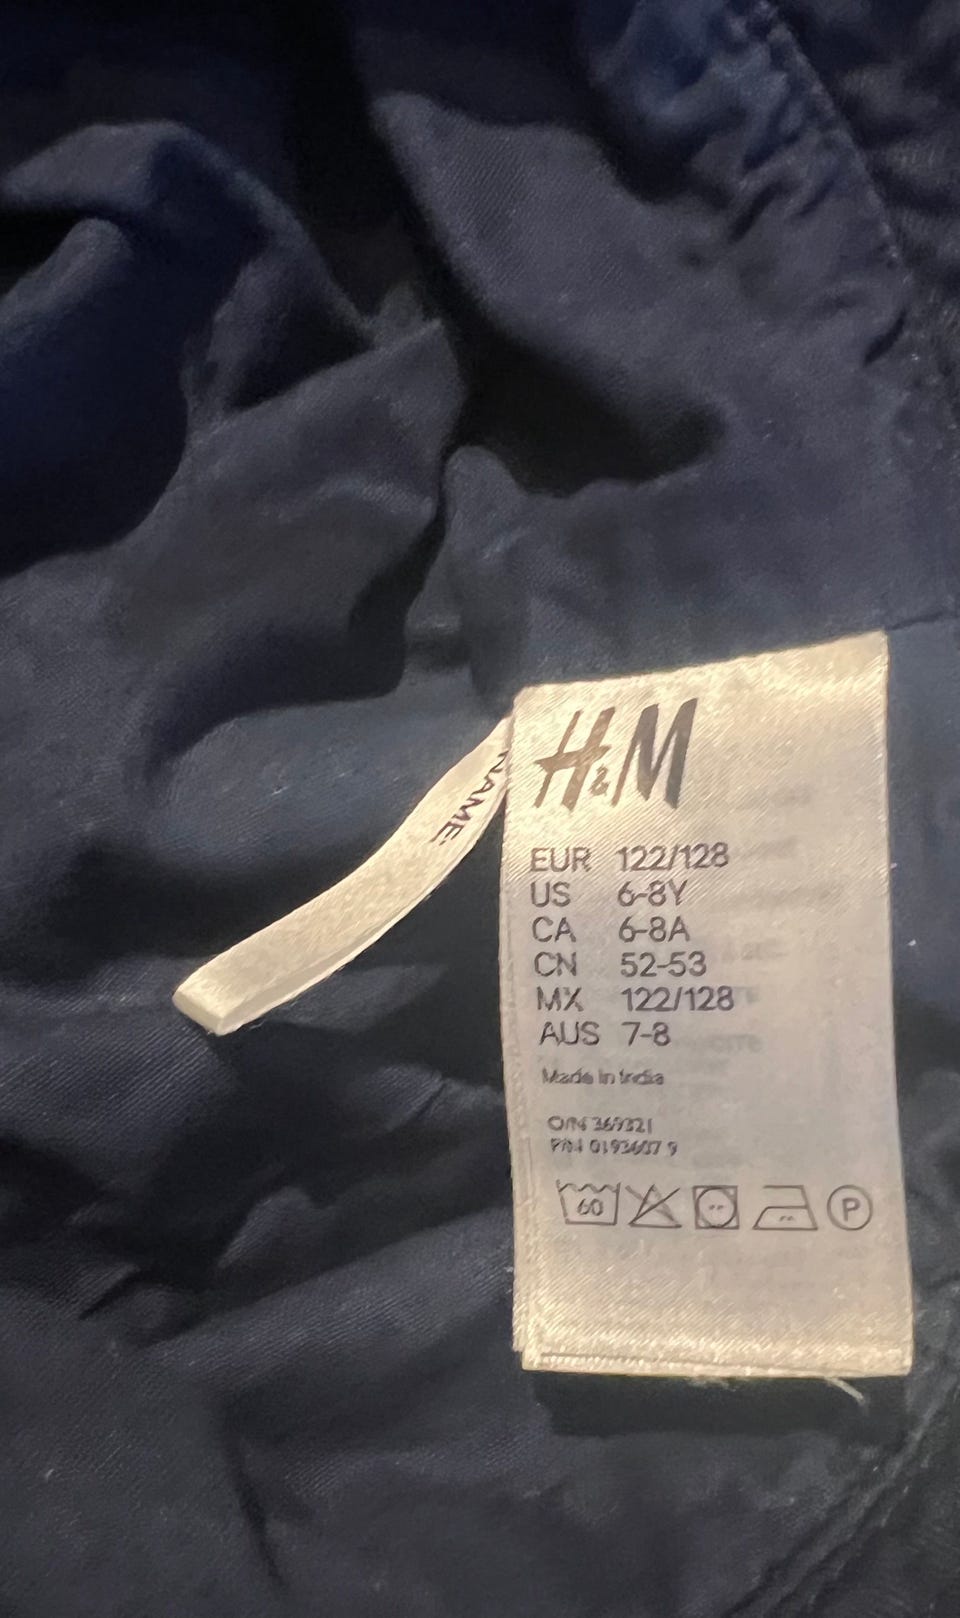 NAME:
H&M
EUR 122/128
US 6-8Y
CA 6-8A
CN 52-53
MX 122/128
AUS 7-8
Made in India
O/N 369321
P/N 0193607 9
60
P